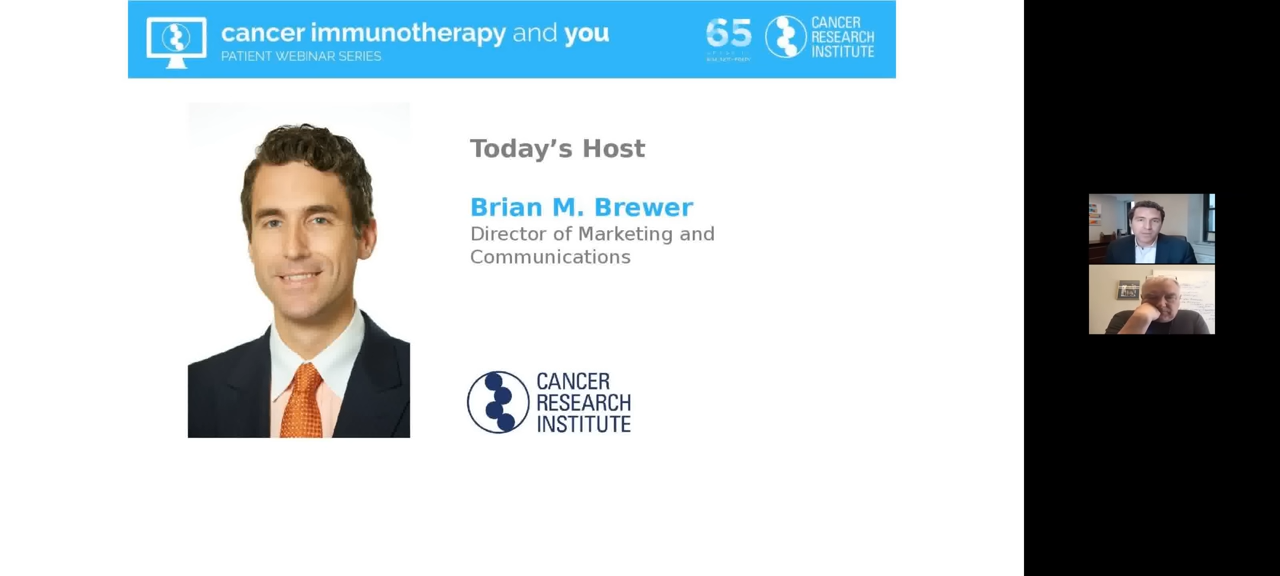 cancer immunotherapy and you
PATIENT WEBINAR SERIES
65
CANCER
RESEARCH
INSTITUTE
Today’s Host
Brian M. Brewer
Director of Marketing and
Communications
CANCER
RESEARCH
INSTITUTE